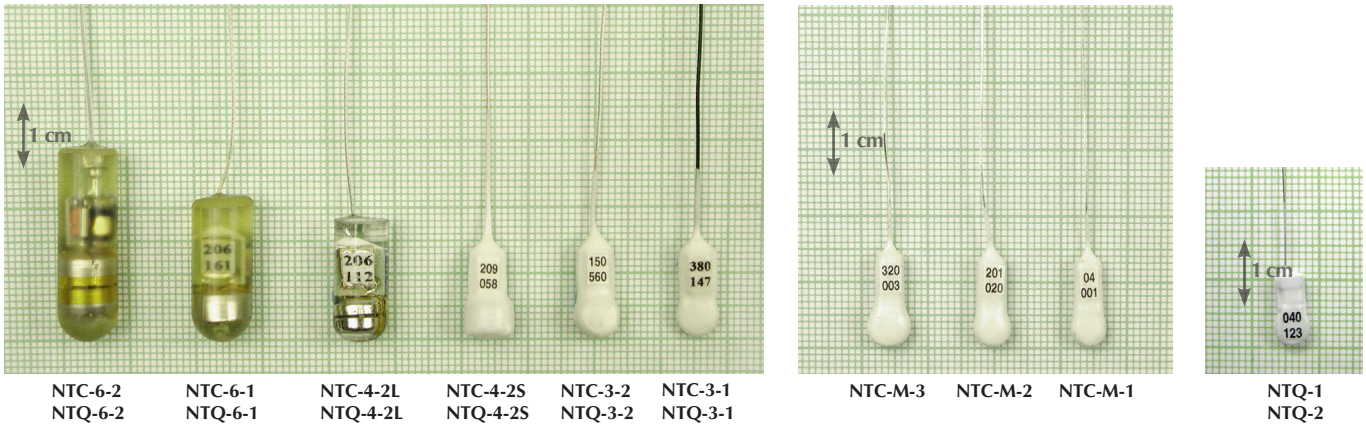 1 cm
206
161
206
112
209
058
150
560
380
147
NTC-6-2
NTQ-6-2
NTC-6-1
NTQ-6-1
NTC-4-2L
NTQ-4-2L
NTC-4-2S
NTQ-4-2S
NTC-3-2
NTQ-3-2
NTC-3-1
NTQ-3-1
1 cm
320
003
201
020
04
001
NTC-M-3
NTC-M-2
NTC-M-1
1 cm
040
123
NTQ-1
NTQ-2